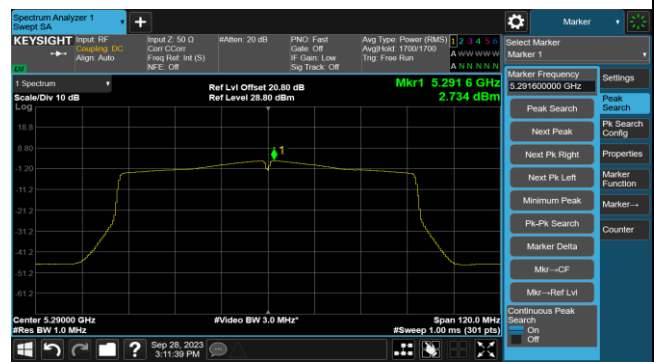 Spectrum Analyzer 1
Swept SA
+
Marker
KEYSIGHT
Input: RF
Coupling: DC
Align: Auto
Input Z: 50 Ω
Corr CCorr
Freq Ref: Int (S)
NFE: Off
#Atten: 20 dB
PNO: Fast
Gate: Off
IF Gain: Low
Sig Track: Off
Avg Type: Power (RMS)
Avg|Hold: 1700/1700
Trig: Free Run
1 2 3 4 5 6
A W W W W W
A N N N N N
Select Marker
Marker 1
1 Spectrum
Scale/Div 10 dB
Log
Ref Lvl Offset 20.80 dB
Ref Level 28.80 dBm
Mkr1 5.291 6 GHz
2.734 dBm
18.8
8.80
-1.20
-11.2
-21.2
-31.2
-41.2
-51.2
-61.2
1
Center 5.29000 GHz
#Res BW 1.0 MHz
#Video BW 3.0 MHz*
Span 120.0 MHz
#Sweep 1.00 ms (301 pts)
Marker Frequency
5.291600000 GHz
Peak Search
Next Peak
Next Pk Right
Next Pk Left
Minimum Peak
Pk-Pk Search
Marker Delta
Mkr→CF
Mkr→Ref Lvl
Continuous Peak
Search
On
Off
Settings
Peak
Search
Pk Search
Config
Properties
Marker
Function
Marker→
Counter
?
Sep 28, 2023
3:11:39 PM